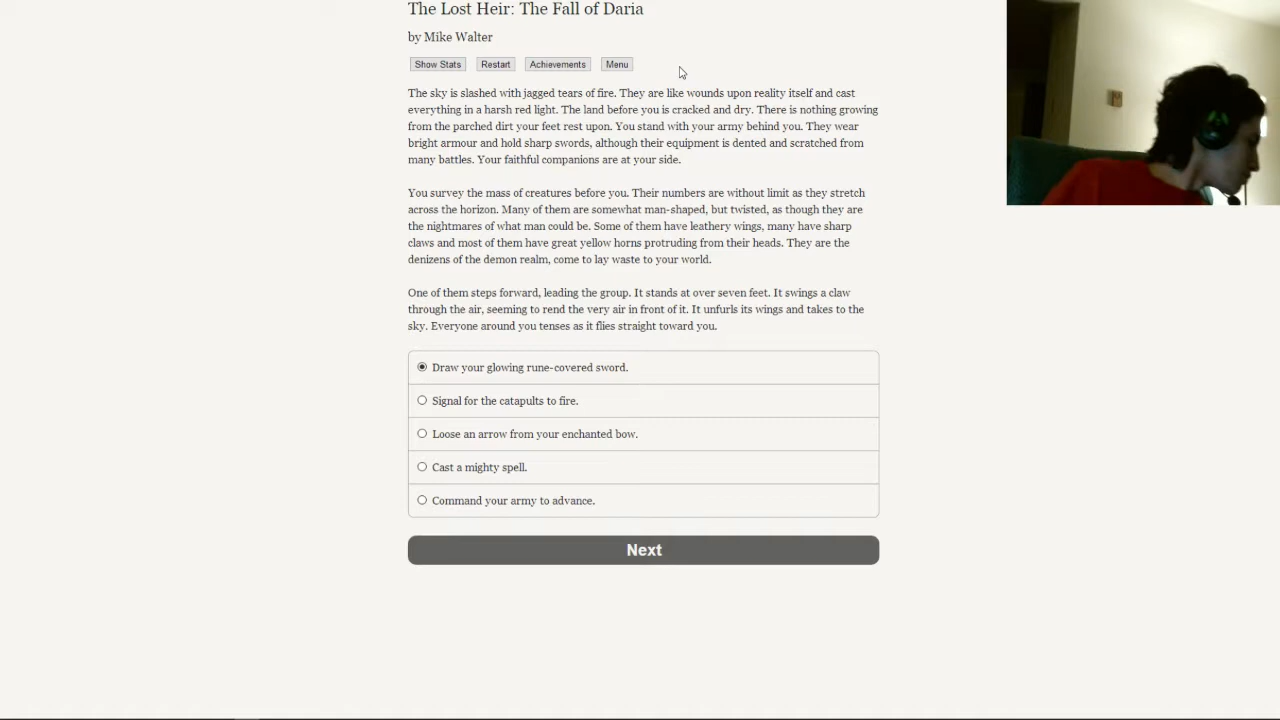 The Lost Heir: The Fall of Daria
by Mike Walter
Show Stats Restart Achievements Menu
The sky is slashed with jagged tears of fire. They are like wounds upon reality itself and cast
everything in a harsh red light. The land before you is cracked and dry. There is nothing growing
from the parched dirt your feet rest upon. You stand with your army behind you. They wear
bright armour and hold sharp swords, although their equipment is dented and scratched from
many battles. Your faithful companions are at your side.
You survey the mass of creatures before you. Their numbers are without limit as they stretch
across the horizon. Many of them are somewhat man-shaped, but twisted, as though they are
the nightmares of what man could be. Some of them have leathery wings, many have sharp
claws and most of them have great yellow horns protruding from their heads. They are the
denizens of the demon realm, come to lay waste to your world.
One of them steps forward, leading the group. It stands at over seven feet. It swings a claw
through the air, seeming to rend the very air in front of it. It unfurls its wings and takes to the
sky. Everyone around you tenses as it flies straight toward you.
Draw your glowing rune-covered sword.
Signal for the catapults to fire.
Loose an arrow from your enchanted bow.
Cast a mighty spell.
Command your army to advance.
Next